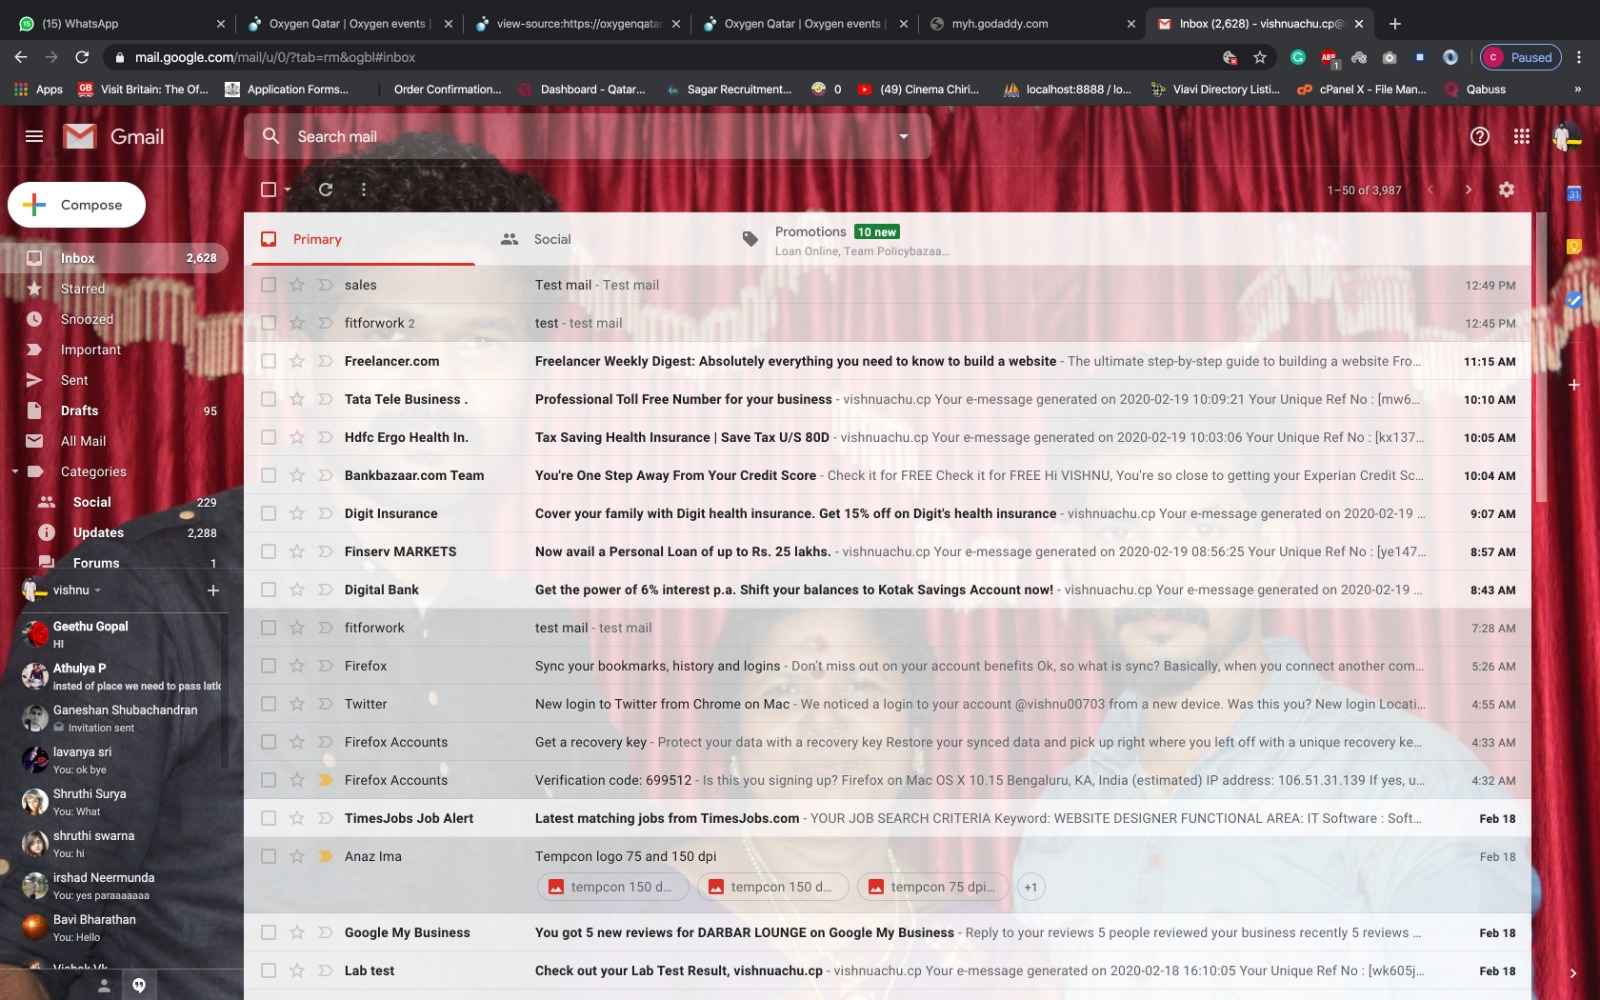 (15) WhatsApp
Oxygen Qatar | Oxygen events |
view-source:https://oxygenqatar
Oxygen Qatar | Oxygen events |
myh.godaddy.com
Inbox (2,628) - vishnuachu.cp@
mail.google.com/mail/u/0/?tab=rm&ogbl#inbox
ABP 1
C Paused
Apps
GB Visit Britain: The Of...
Application Forms...
Order Confirmation...
Dashboard - Qatar...
Sagar Recruitment...
0
(49) Cinema Chiri...
localhost:8888 / lo...
Viavi Directory Listi...
cP cPanel X - File Man...
Qabuss
»
Gmail
Search mail
Compose
1–50 of 3,987
31
Primary
Social
Promotions 10 new
Loan Online, Team Policybazaa...
Inbox 2,628
Starred
Snoozed
Important
Sent
Drafts 95
All Mail
Categories
Social 229
Updates 2,288
Forums 1
vishnu
Geethu Gopal
HI
Athulya P
insted of place we need to pass latlo
Ganeshan Shubachandran
Invitation sent
lavanya sri
You: ok bye
Shruthi Surya
You: What
shruthi swarna
You: hi
irshad Neermunda
You: yes paraaaaaaa
Bavi Bharathan
You: Hello
sales Test mail - Test mail 12:49 PM
fitforwork 2 test - test mail 12:45 PM
Freelancer.com Freelancer Weekly Digest: Absolutely everything you need to know to build a website - The ultimate step-by-step guide to building a website Fro... 11:15 AM
Tata Tele Business . Professional Toll Free Number for your business - vishnuachu.cp Your e-message generated on 2020-02-19 10:09:21 Your Unique Ref No : [mw6... 10:10 AM
Hdfc Ergo Health In. Tax Saving Health Insurance | Save Tax U/S 80D - vishnuachu.cp Your e-message generated on 2020-02-19 10:03:06 Your Unique Ref No : [kx137... 10:05 AM
Bankbazaar.com Team You're One Step Away From Your Credit Score - Check it for FREE Check it for FREE Hi VISHNU, You're so close to getting your Experian Credit Sc... 10:04 AM
Digit Insurance Cover your family with Digit health insurance. Get 15% off on Digit's health insurance - vishnuachu.cp Your e-message generated on 2020-02-19 ... 9:07 AM
Finserv MARKETS Now avail a Personal Loan of up to Rs. 25 lakhs. - vishnuachu.cp Your e-message generated on 2020-02-19 08:56:25 Your Unique Ref No : [ye147... 8:57 AM
Digital Bank Get the power of 6% interest p.a. Shift your balances to Kotak Savings Account now! - vishnuachu.cp Your e-message generated on 2020-02-19 ... 8:43 AM
fitforwork test mail - test mail 7:28 AM
Firefox Sync your bookmarks, history and logins - Don't miss out on your account benefits Ok, so what is sync? Basically, when you connect another com... 5:26 AM
Twitter New login to Twitter from Chrome on Mac - We noticed a login to your account @vishnu00703 from a new device. Was this you? New login Locati... 4:55 AM
Firefox Accounts Get a recovery key - Protect your data with a recovery key Restore your synced data and pick up right where you left off with a unique recovery ke... 4:33 AM
Firefox Accounts Verification code: 699512 - Is this you signing up? Firefox on Mac OS X 10.15 Bengaluru, KA, India (estimated) IP address: 106.51.31.139 If yes, u... 4:32 AM
TimesJobs Job Alert Latest matching jobs from TimesJobs.com - YOUR JOB SEARCH CRITERIA Keyword: WEBSITE DESIGNER FUNCTIONAL AREA: IT Software : Soft... Feb 18
Anaz Ima Tempcon logo 75 and 150 dpi Feb 18
tempcon 150 d... tempcon 150 d... tempcon 75 dpi... +1
Google My Business You got 5 new reviews for DARBAR LOUNGE on Google My Business - Reply to your reviews 5 people reviewed your business recently 5 reviews ... Feb 18
Lab test Check out your Lab Test Result, vishnuachu.cp - vishnuachu.cp Your e-message generated on 2020-02-18 16:10:05 Your Unique Ref No : [wk605j... Feb 18